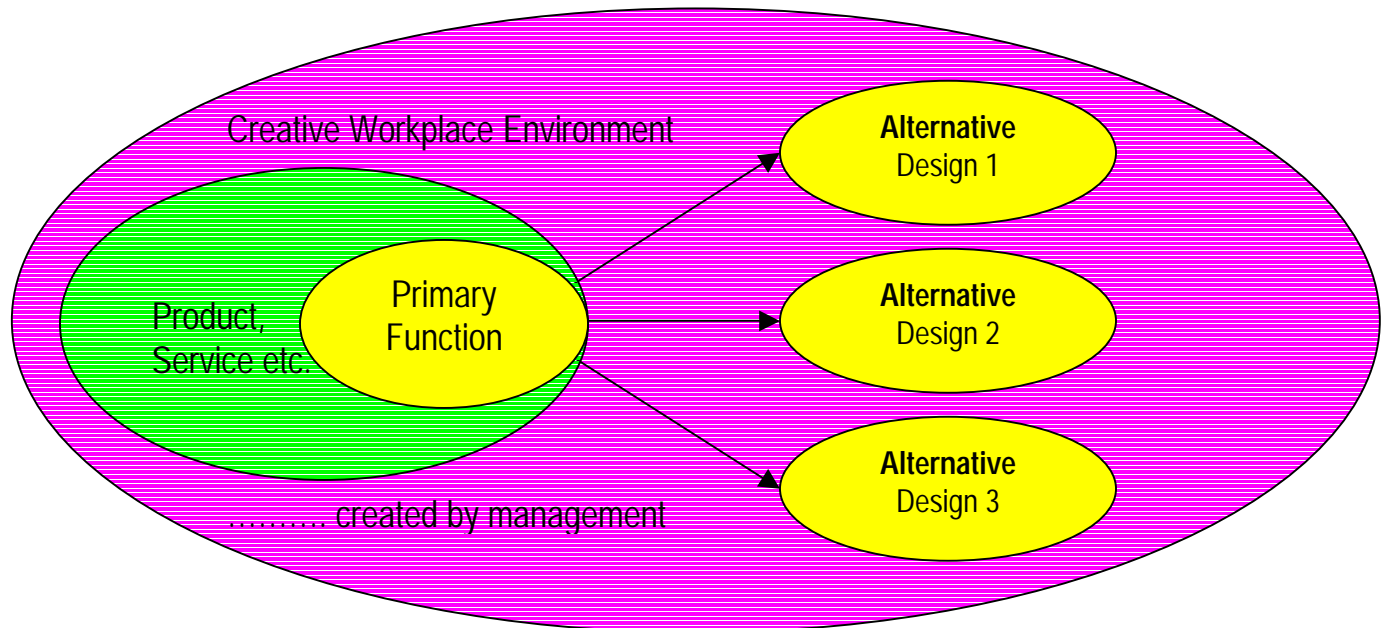 Creative Workplace Environment
Alternative
Design 1
Product,
Service etc.
Primary
Function
Alternative
Design 2
Alternative
Design 3
………. created by management